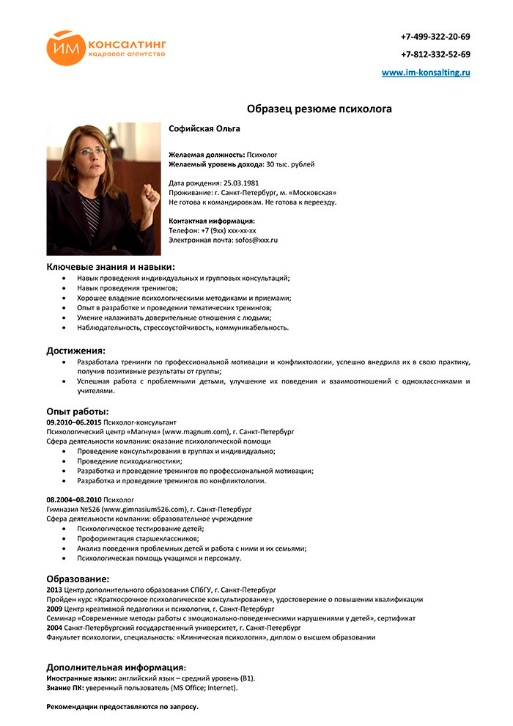 ИМ КОНСАЛТИНГ
кадровое агентство
+7-499-322-20-69
+7-812-332-52-69
www.im-konsalting.ru
Образец резюме психолога
Софийская Ольга
Желаемая должность: Психолог
Желаемый уровень дохода: 30 тыс. рублей
Дата рождения: 25.03.1981
Проживание: г. Санкт-Петербург, м. «Московская»
Не готова к командировкам. Не готова к переезду.
Контактная информация:
Телефон: +7 (9xx) xxx-xx-xx
Электронная почта: sofos@xxx.ru
Ключевые знания и навыки:
• Навык проведения индивидуальных и групповых консультаций;
• Навык проведения тренингов;
• Хорошее владение психологическими методиками и приемами;
• Опыт в разработке и проведении тематических тренингов;
• Умение налаживать доверительные отношения с людьми;
• Наблюдательность, стрессоустойчивость, коммуникабельность.
Достижения:
• Разработала тренинги по профессиональной мотивации и конфликтологии, успешно внедрила их в свою практику,
получив позитивные результаты от группы;
• Успешная работа с проблемными детьми, улучшение их поведения и взаимоотношений с одноклассниками и
учителями.
Опыт работы:
09.2010–06.2015 Психолог-консультант
Психологический центр «Магнум» (www.magnum.com), г. Санкт-Петербург
Сфера деятельности компании: оказание психологической помощи
• Проведение консультирования в группах и индивидуально;
• Проведение психодиагностики;
• Разработка и проведение тренингов по профессиональной мотивации;
• Разработка и проведение тренингов по конфликтологии.
08.2004–08.2010 Психолог
Гимназия №526 (www.gimnasium526.com), г. Санкт-Петербург
Сфера деятельности компании: образовательное учреждение
• Психологическое тестирование детей;
• Профориентация старшеклассников;
• Анализ поведения проблемных детей и работа с ними и их семьями;
• Психологическая помощь учащимся и персоналу.
Образование:
2013 Центр дополнительного образования СПБГУ, г. Санкт-Петербург
Пройден курс «Краткосрочное психологическое консультирование», удостоверение о повышении квалификации
2009 Центр креативной педагогики и психологии, г. Санкт-Петербург
Семинар «Современные методы работы с эмоционально-поведенческими нарушениями у детей», сертификат
2004 Санкт-Петербургский государственный университет, г. Санкт-Петербург
Факультет психологии, специальность: «Клиническая психология», диплом о высшем образовании
Дополнительная информация:
Иностранные языки: английский язык – средний уровень (B1).
Знание ПК: уверенный пользователь (MS Office; Internet).
Рекомендации предоставляются по запросу.